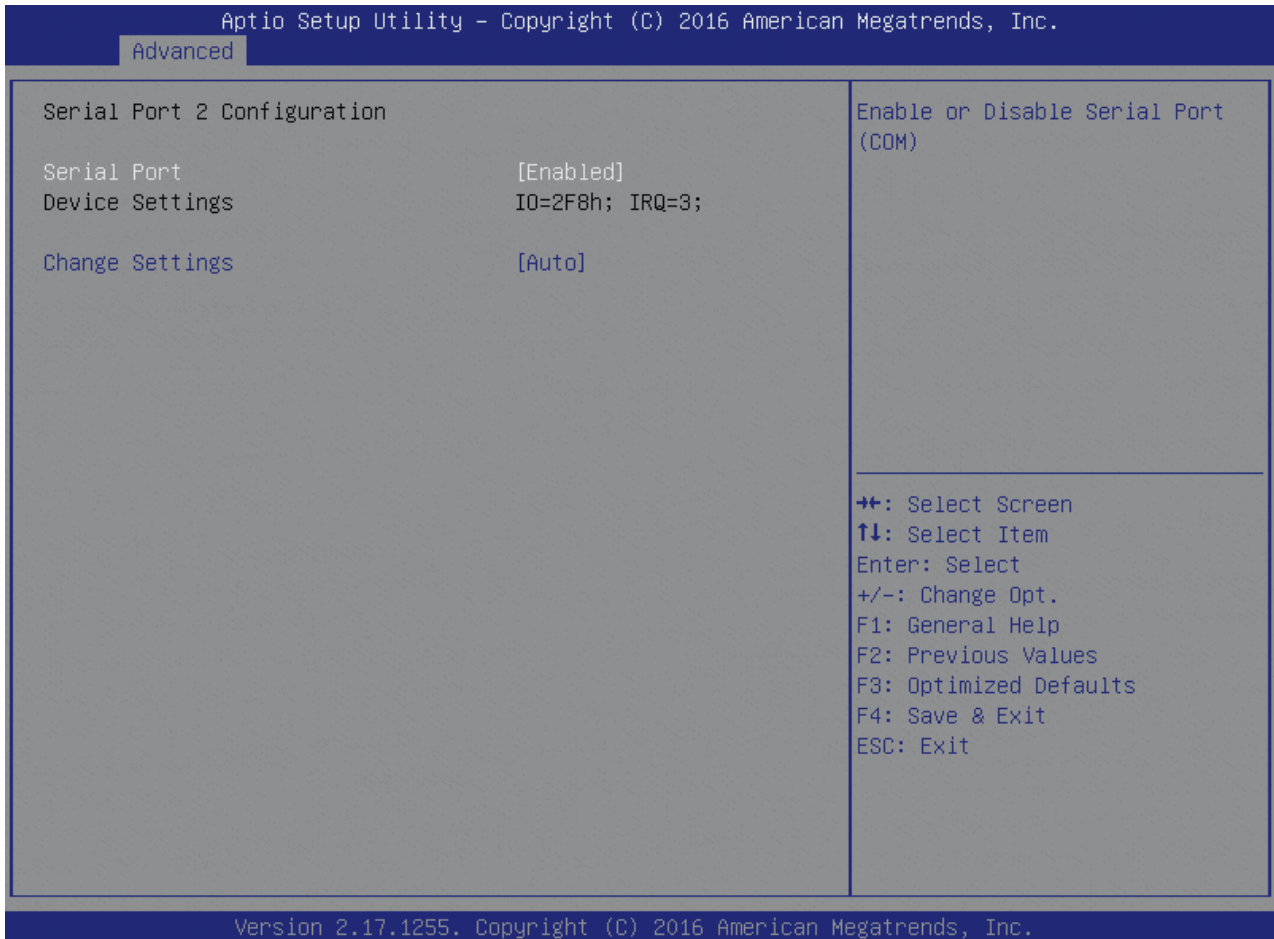 Aptio Setup Utility – Copyright (C) 2016 American Megatrends, Inc.
Advanced
Serial Port 2 Configuration
Serial Port [Enabled]
Device Settings IO=2F8h; IRQ=3;
Change Settings [Auto]
Enable or Disable Serial Port
(COM)
→←: Select Screen
↑↓: Select Item
Enter: Select
+/-: Change Opt.
F1: General Help
F2: Previous Values
F3: Optimized Defaults
F4: Save & Exit
ESC: Exit
Version 2.17.1255. Copyright (C) 2016 American Megatrends, Inc.